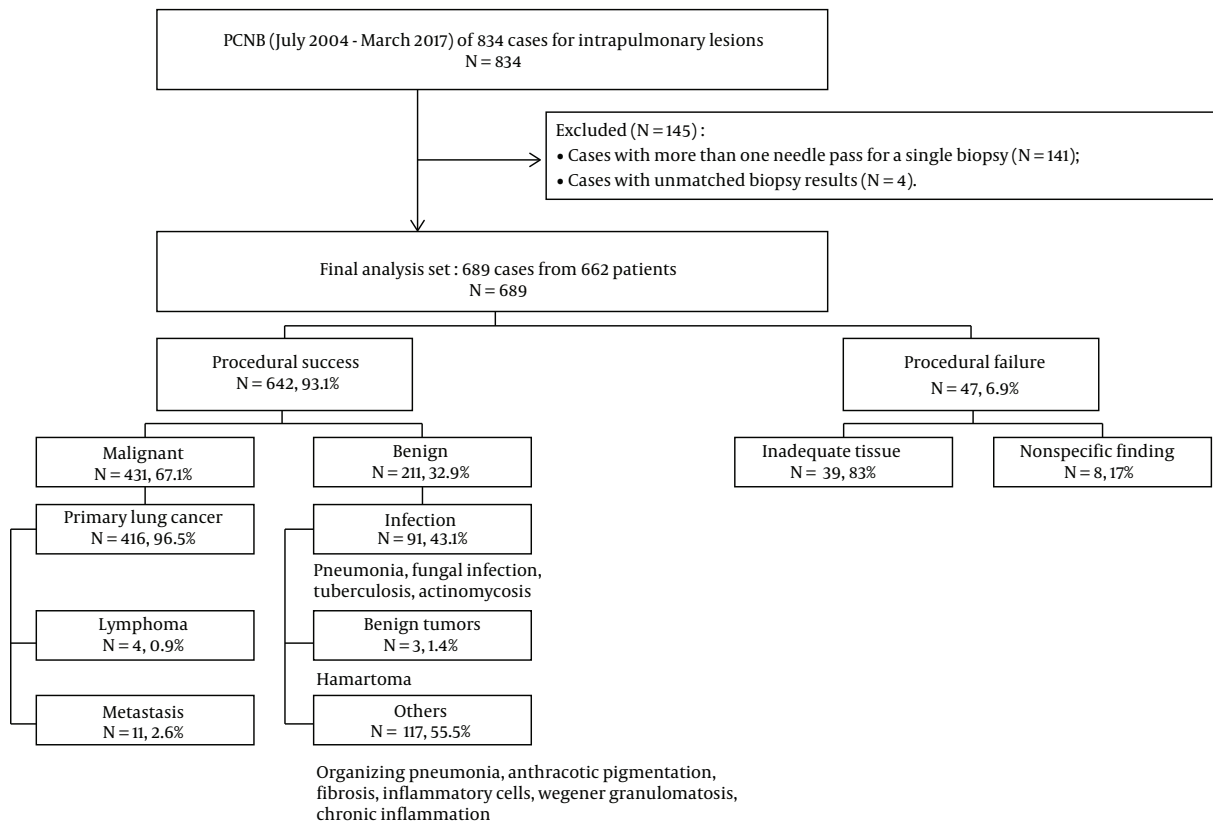 PCNB (July 2004 - March 2017) of 834 cases for intrapulmonary lesions
N = 834
Excluded (N = 145) :
• Cases with more than one needle pass for a single biopsy (N = 141);
• Cases with unmatched biopsy results (N = 4).
Final analysis set : 689 cases from 662 patients
N = 689
Procedural success
N = 642, 93.1%
Procedural failure
N = 47, 6.9%
Malignant
N = 431, 67.1%
Benign
N = 211, 32.9%
Inadequate tissue
N = 39, 83%
Nonspecific finding
N = 8, 17%
Primary lung cancer
N = 416, 96.5%
Infection
N = 91, 43.1%
Pneumonia, fungal infection,
tuberculosis, actinomycosis
Lymphoma
N = 4, 0.9%
Benign tumors
N = 3, 1.4%
Hamartoma
Metastasis
N = 11, 2.6%
Others
N = 117, 55.5%
Organizing pneumonia, anthracotic pigmentation,
fibrosis, inflammatory cells, wegener granulomatosis,
chronic inflammation